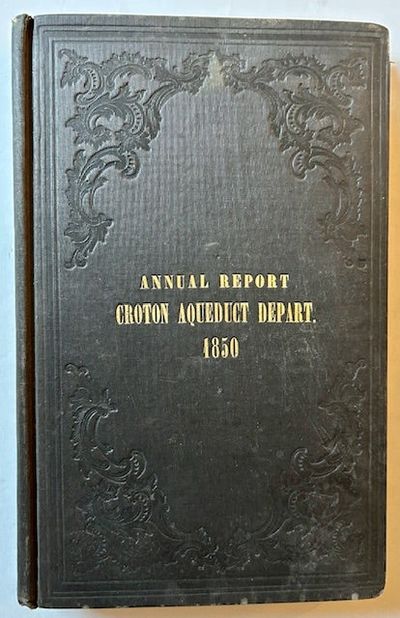 ANNUAL REPORT
CROTON AQUEDUCT DEPART.
1850